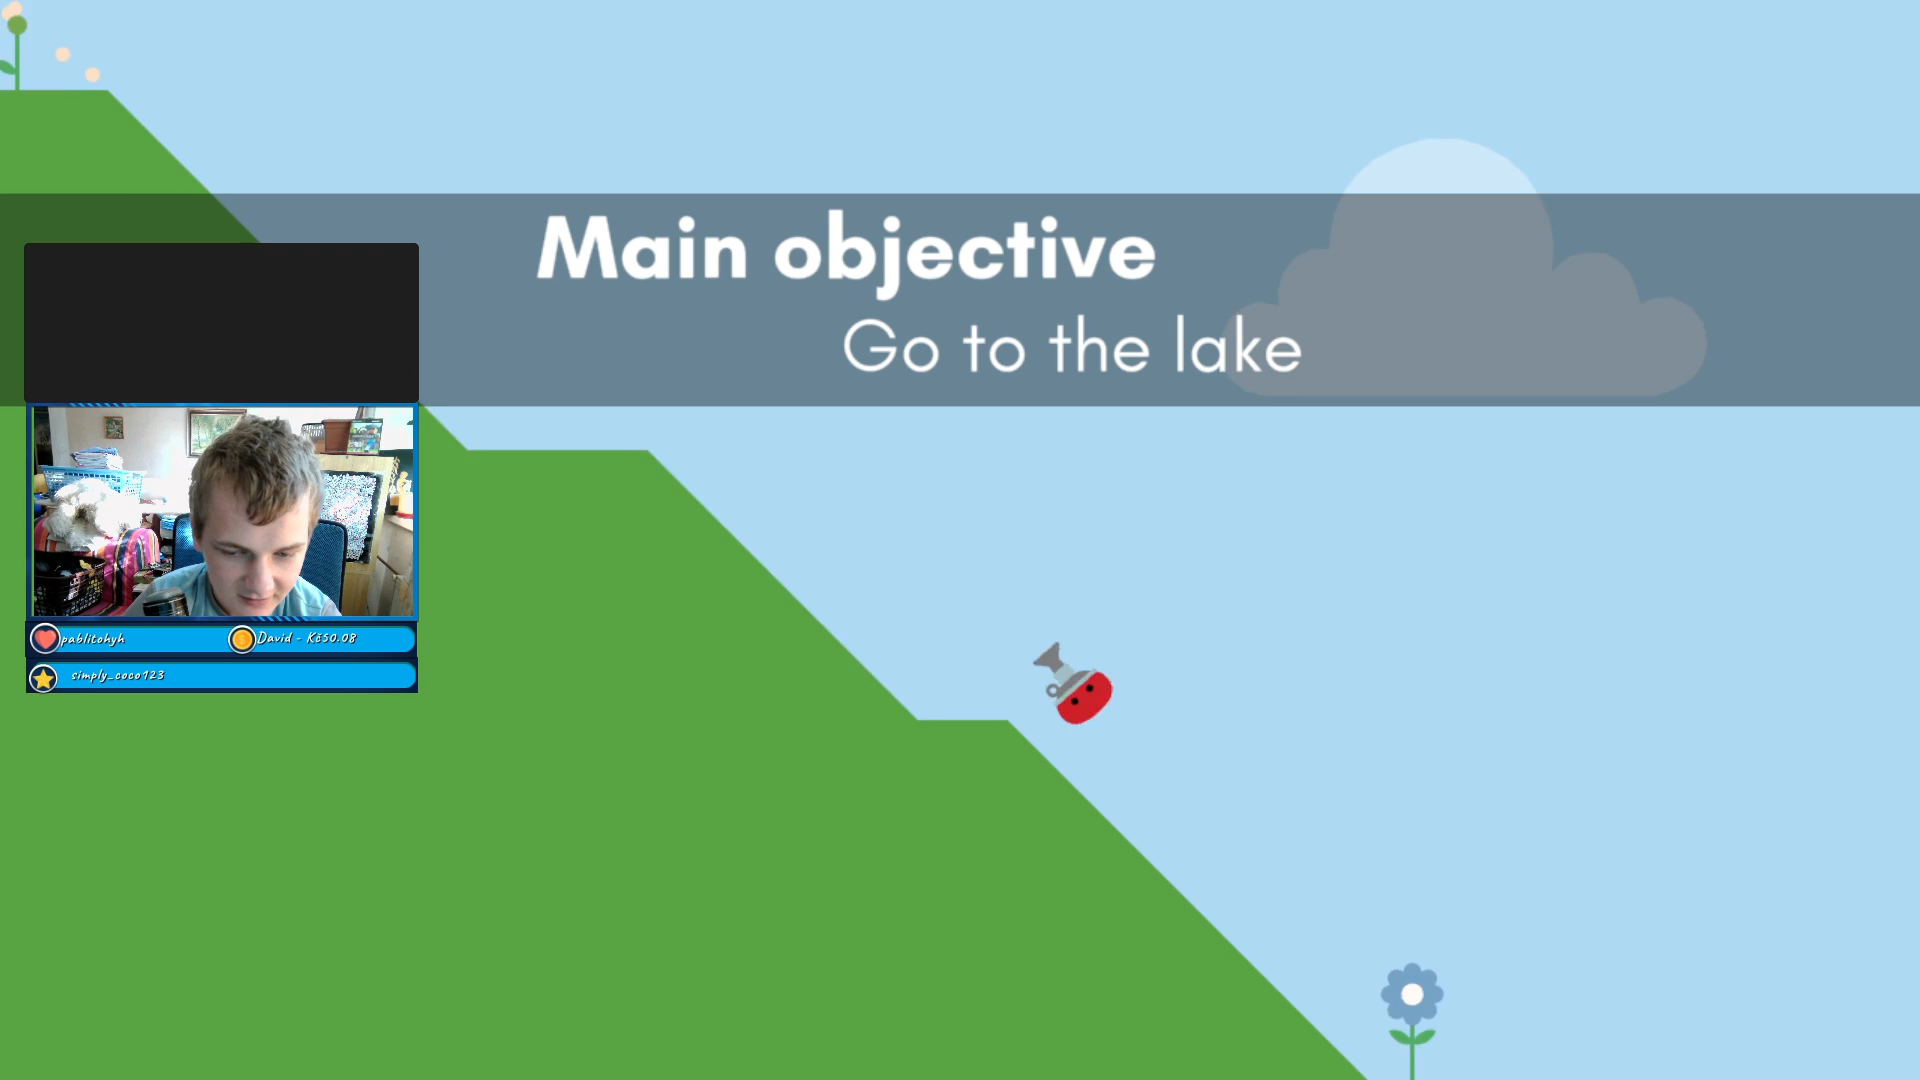 Main objective
Go to the lake
pablitohyh
David - Kč50.08
simply_coco123